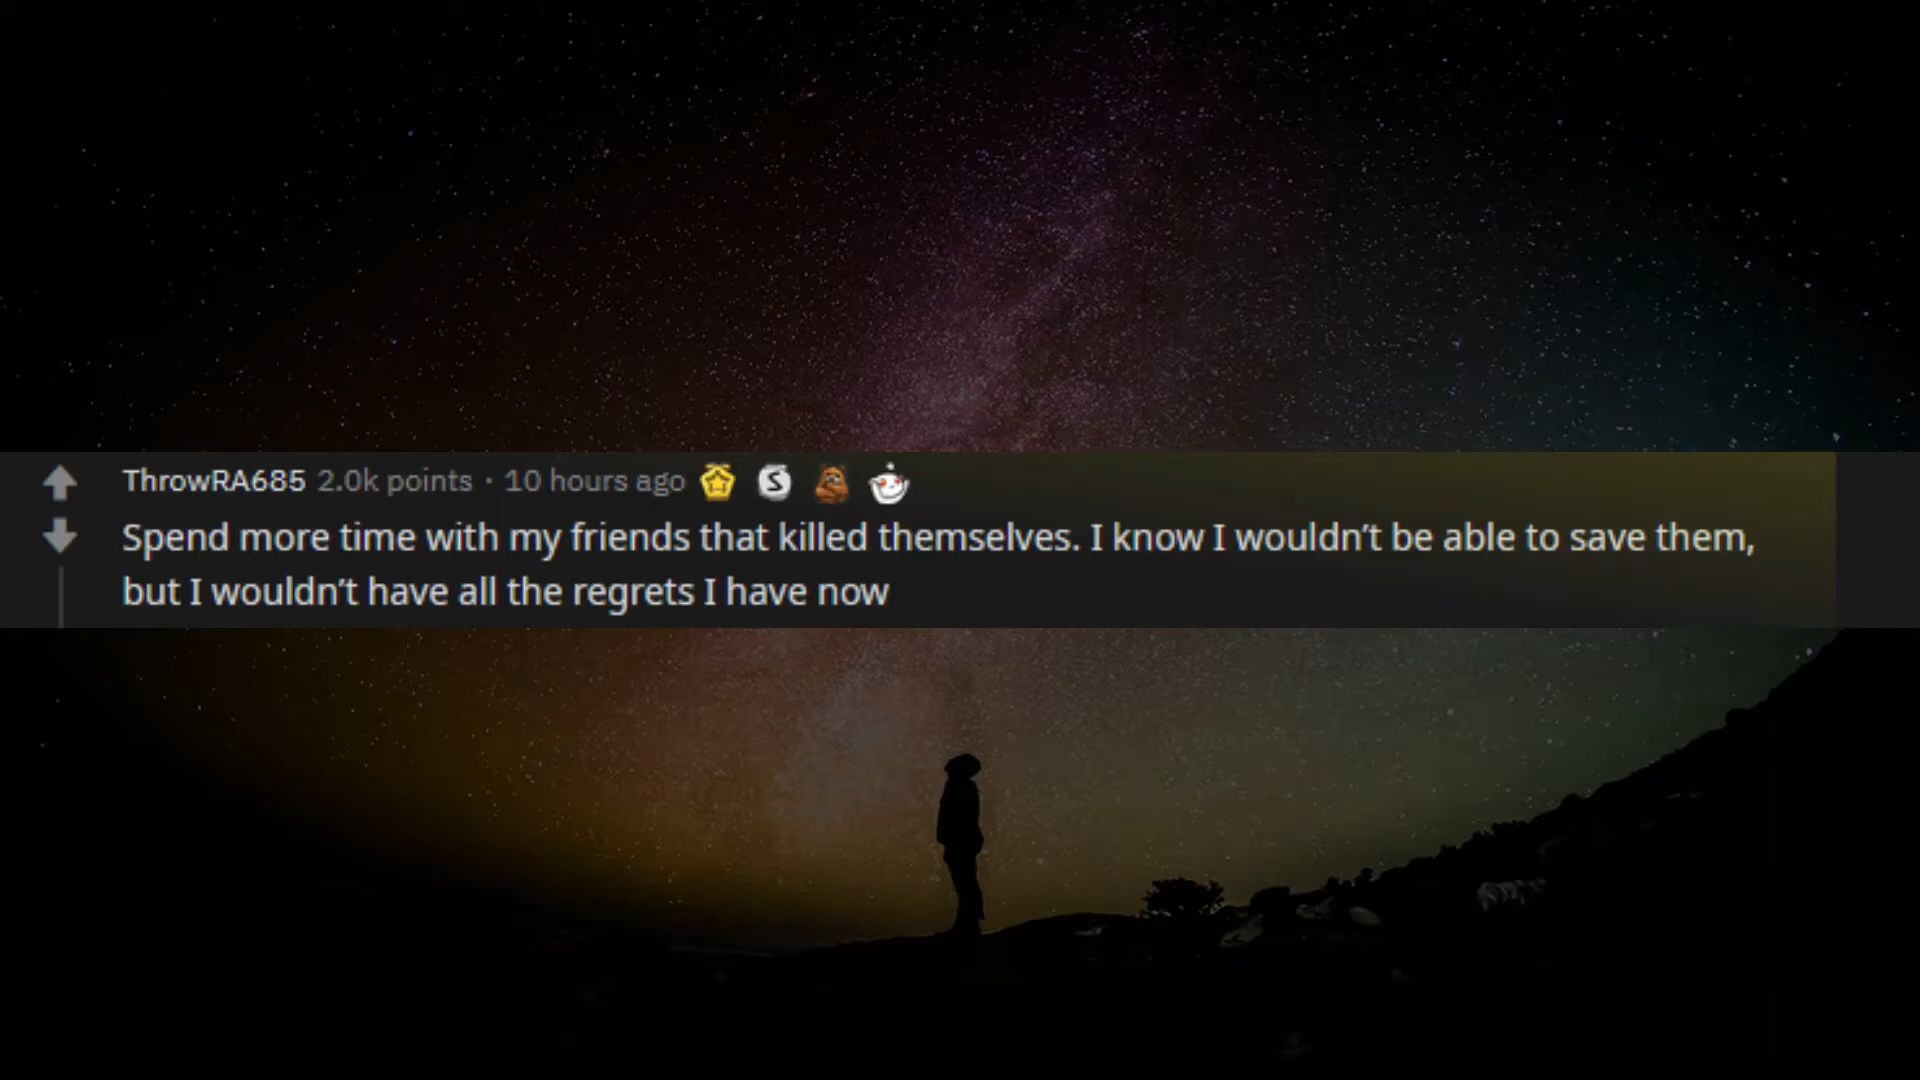 ThrowRA685 2.0k points · 10 hours ago
Spend more time with my friends that killed themselves. I know I wouldn’t be able to save them,
but I wouldn’t have all the regrets I have now